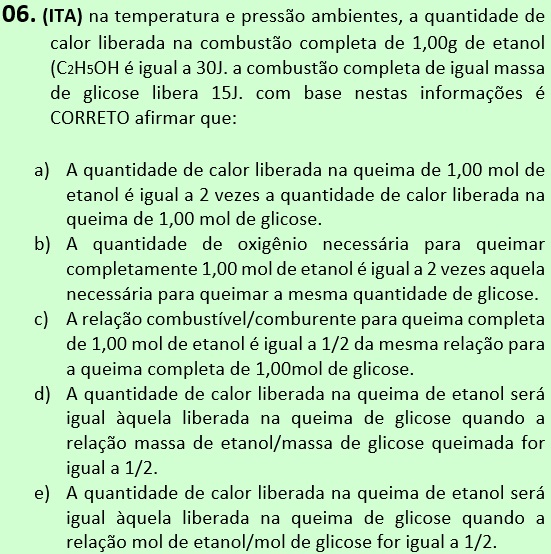 06. (ITA) na temperatura e pressão ambientes, a quantidade de
calor liberada na combustão completa de 1,00g de etanol
(C2H5OH é igual a 30J. a combustão completa de igual massa
de glicose libera 15J. com base nestas informações é
CORRETO afirmar que:
a) A quantidade de calor liberada na queima de 1,00 mol de
etanol é igual a 2 vezes a quantidade de calor liberada na
queima de 1,00 mol de glicose.
b) A quantidade de oxigênio necessária para queimar
completamente 1,00 mol de etanol é igual a 2 vezes aquela
necessária para queimar a mesma quantidade de glicose.
c) A relação combustível/comburente para queima completa
de 1,00 mol de etanol é igual a 1/2 da mesma relação para
a queima completa de 1,00mol de glicose.
d) A quantidade de calor liberada na queima de etanol será
igual àquela liberada na queima de glicose quando a
relação massa de etanol/massa de glicose queimada for
igual a 1/2.
e) A quantidade de calor liberada na queima de etanol será
igual àquela liberada na queima de glicose quando a
relação mol de etanol/mol de glicose for igual a 1/2.